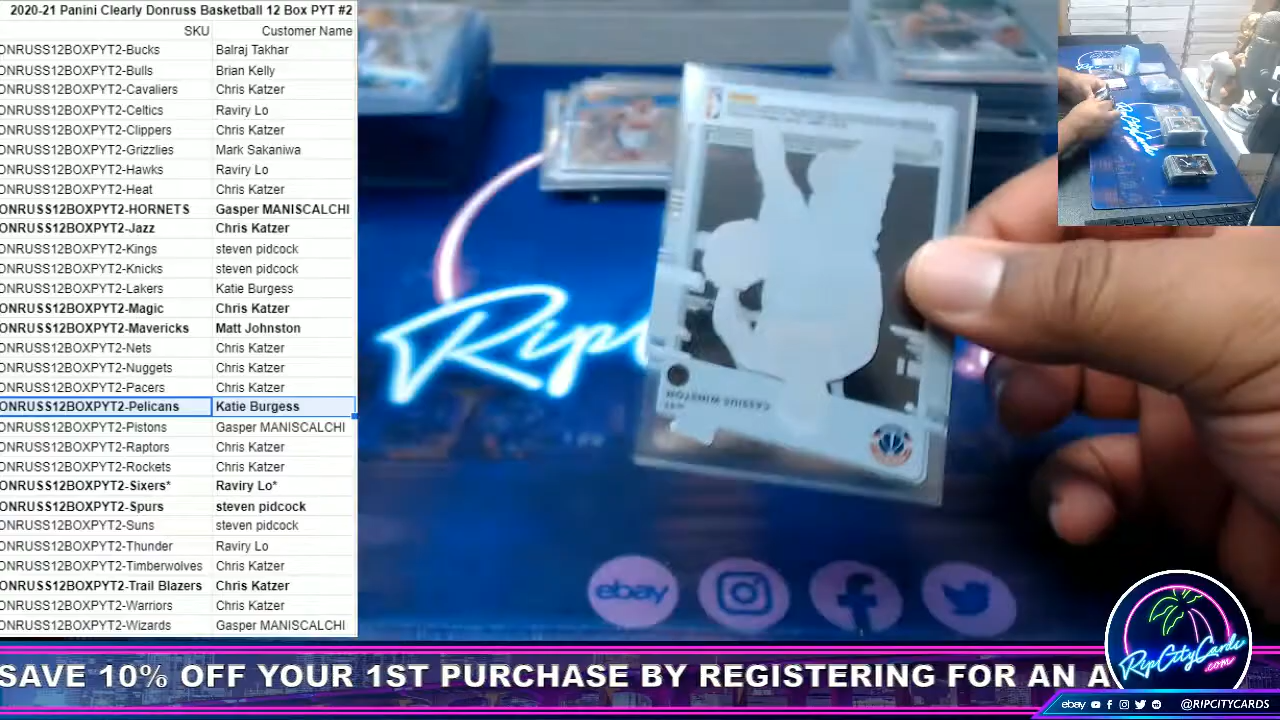 2020-21 Panini Clearly Donruss Basketball 12 Box PYT #2
SKU Customer Name
ONRUSS12BOXPYT2-Bucks Balraj Takhar
ONRUSS12BOXPYT2-Bulls Brian Kelly
ONRUSS12BOXPYT2-Cavaliers Chris Katzer
ONRUSS12BOXPYT2-Celtics Raviry Lo
ONRUSS12BOXPYT2-Clippers Chris Katzer
ONRUSS12BOXPYT2-Grizzlies Mark Sakaniwa
ONRUSS12BOXPYT2-Hawks Raviry Lo
ONRUSS12BOXPYT2-Heat Chris Katzer
ONRUSS12BOXPYT2-HORNETS Gasper MANISCALCHI
ONRUSS12BOXPYT2-Jazz Chris Katzer
ONRUSS12BOXPYT2-Kings steven pidcock
ONRUSS12BOXPYT2-Knicks steven pidcock
ONRUSS12BOXPYT2-Lakers Katie Burgess
ONRUSS12BOXPYT2-Magic Chris Katzer
ONRUSS12BOXPYT2-Mavericks Matt Johnston
ONRUSS12BOXPYT2-Nets Chris Katzer
ONRUSS12BOXPYT2-Nuggets Chris Katzer
ONRUSS12BOXPYT2-Pacers Chris Katzer
ONRUSS12BOXPYT2-Pelicans Katie Burgess
ONRUSS12BOXPYT2-Pistons Gasper MANISCALCHI
ONRUSS12BOXPYT2-Raptors Chris Katzer
ONRUSS12BOXPYT2-Rockets Chris Katzer
ONRUSS12BOXPYT2-Sixers* Raviry Lo*
ONRUSS12BOXPYT2-Spurs steven pidcock
ONRUSS12BOXPYT2-Suns steven pidcock
ONRUSS12BOXPYT2-Thunder Raviry Lo
ONRUSS12BOXPYT2-Timberwolves Chris Katzer
ONRUSS12BOXPYT2-Trail Blazers Chris Katzer
ONRUSS12BOXPYT2-Warriors Chris Katzer
ONRUSS12BOXPYT2-Wizards Gasper MANISCALCHI
CASSIUS WINSTON
Rip
ebay
RipCityCards
.com
SAVE 10% OFF YOUR 1ST PURCHASE BY REGISTERING FOR AN A
ebay @RIPCITYCARDS